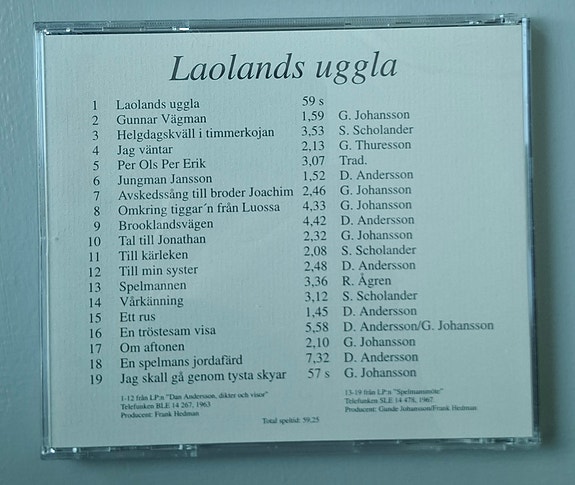 Laolands uggla
1 Laolands uggla 59 s
2 Gunnar Vägman 1,59 G. Johansson
3 Helgdagskväll i timmerkojan 3,53 S. Scholander
4 Jag väntar 2,13 G. Thuresson
5 Per Ols Per Erik 3,07 Trad.
6 Jungman Jansson 1,52 D. Andersson
7 Avskedssång till broder Joachim 2,46 G. Johansson
8 Omkring tiggar´n från Luossa 4,33 G. Johansson
9 Brooklandsvägen 4,42 D. Andersson
10 Tal till Jonathan 2,32 G. Johansson
11 Till kärleken 2,08 S. Scholander
12 Till min syster 2,48 D. Andersson
13 Spelmannen 3,36 R. Ågren
14 Vårkänning 3,12 S. Scholander
15 Ett rus 1,45 D. Andersson
16 En tröstesam visa 5,58 D. Andersson/G. Johansson
17 Om aftonen 2,10 G. Johansson
18 En spelmans jordafärd 7,32 D. Andersson
19 Jag skall gå genom tysta skyar 57 s G. Johansson
1-12 från LP:n "Dan Andersson, dikter och visor"
Telefunken BLE 14 267, 1963
Producent: Frank Hedman
13-19 från LP:n "Spelmansnite"
Telefunken SLE 14 478, 1967
Producent: Gunde Johansson/Frank Hedman
Total speltid: 59,25